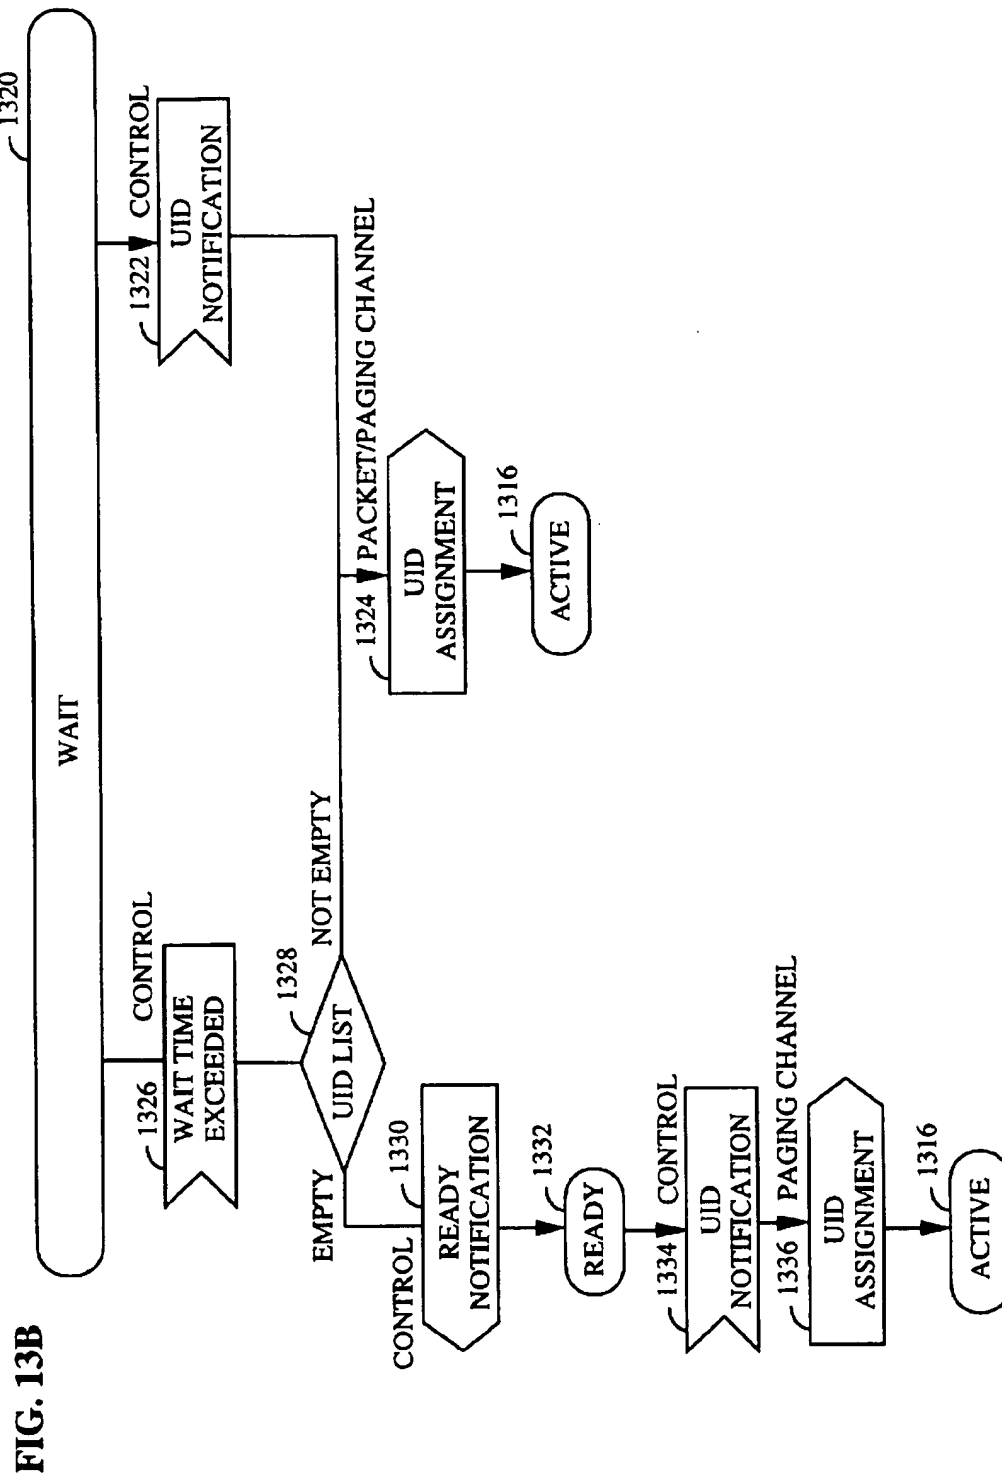 FIG. 13B
1320
WAIT
CONTROL
1326
WAIT TIME
EXCEEDED
CONTROL
1322
UID
NOTIFICATION
1328
UID LIST
EMPTY
NOT EMPTY
PACKET/PAGING CHANNEL
1324
UID
ASSIGNMENT
1316
ACTIVE
CONTROL
1330
READY
NOTIFICATION
1332
READY
CONTROL
1334
UID
NOTIFICATION
PAGING CHANNEL
1336
UID
ASSIGNMENT
1316
ACTIVE